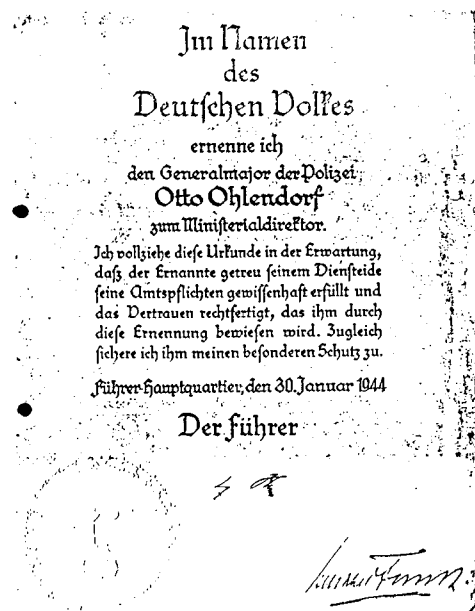 Im Namen
des
Deutschen Volkes
ernenne ich
den Generalmajor der Polizei
Otto Ohlendorf
zum Ministerialdirektor.
Ich vollziehe diese Urkunde in der Erwartung,
daß der Ernannte getreu seinem Diensteide
seine Amtspflichten gewissenhaft erfüllt und
das Vertrauen rechtfertigt, das ihm durch
diese Ernennung bewiesen wird. Zugleich
sichere ich ihm meinen besonderen Schutz zu.
Führer-Hauptquartier, den 30. Januar 1944
Der Führer